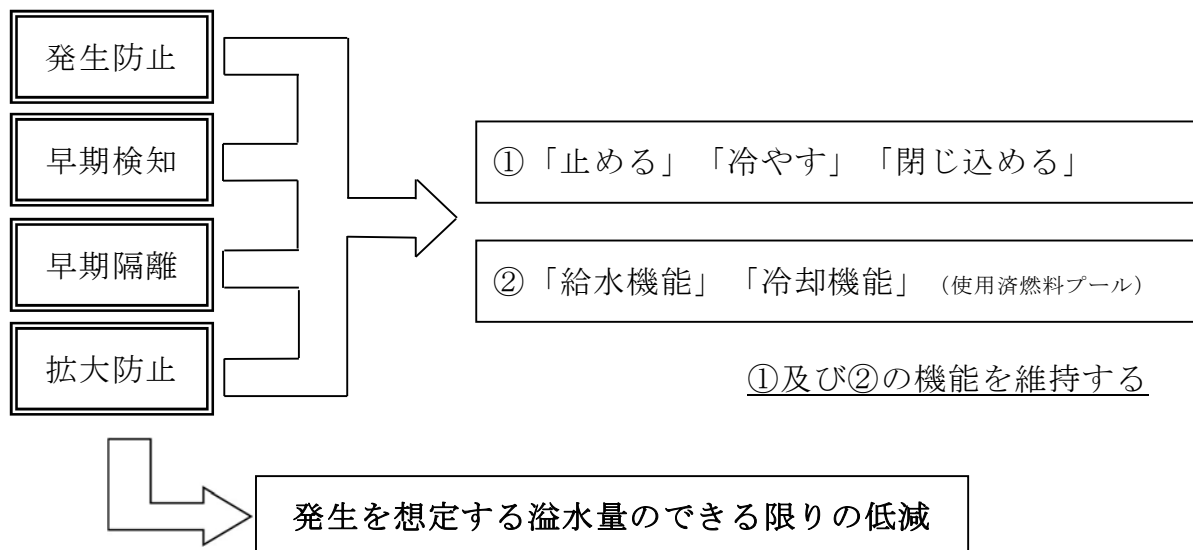 発生防止
早期検知
早期隔離
拡大防止
①「止める」「冷やす」「閉じ込める」
②「給水機能」「冷却機能」（使用済燃料プール）
①及び②の機能を維持する
発生を想定する溢水量のできる限りの低減